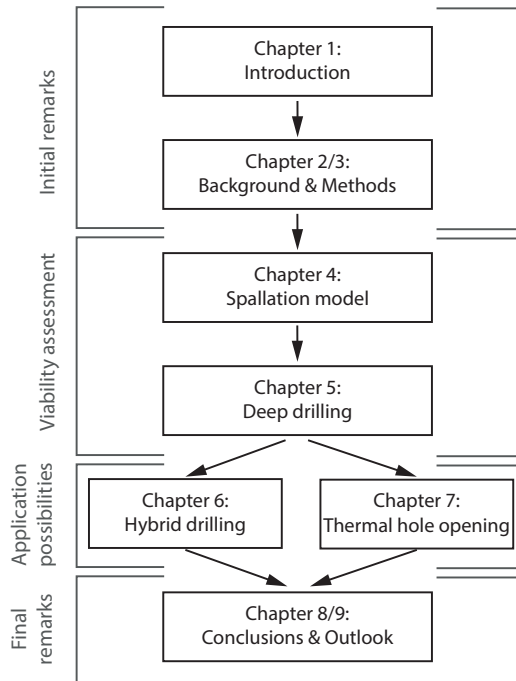 Initial remarks
Chapter 1:
Introduction
Chapter 2/3:
Background & Methods
Viability assessment
Chapter 4:
Spallation model
Chapter 5:
Deep drilling
Application
possibilities
Chapter 6:
Hybrid drilling
Chapter 7:
Thermal hole opening
Final
remarks
Chapter 8/9:
Conclusions & Outlook